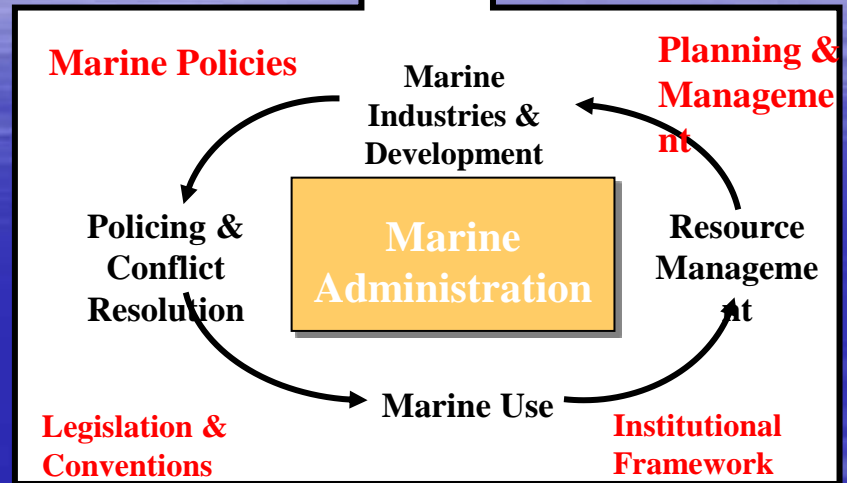 Marine Policies
Marine
Industries &
Development
Planning &
Manageme
nt
Policing &
Conflict
Resolution
Marine
Administration
Resource
Manageme
nt
Marine Use
Legislation &
Conventions
Institutional
Framework